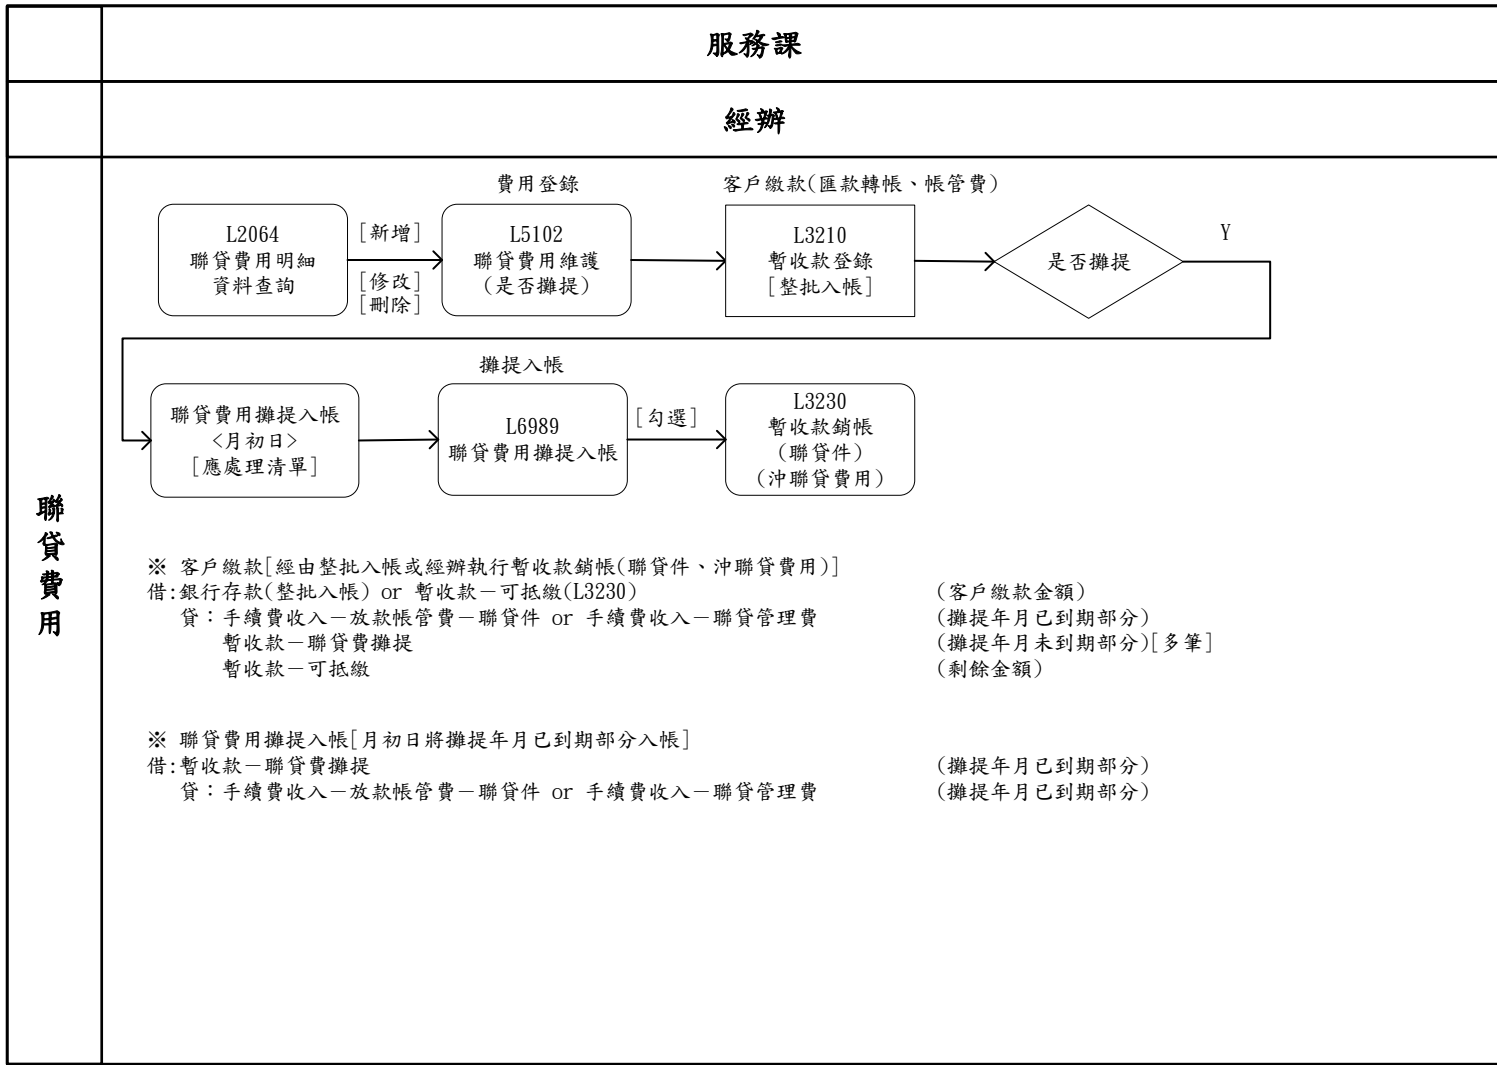 服務課
經辦
聯貸費用
費用登錄
客戶繳款(匯款轉帳、帳管費)
L2064
聯貸費用明細
資料查詢
[新增]
[修改]
[刪除]
L5102
聯貸費用維護
(是否攤提)
L3210
暫收款登錄
[整批入帳]
是否攤提
Y
攤提入帳
聯貸費用攤提入帳
<月初日>
[應處理清單]
L6989
聯貸費用攤提入帳
[勾選]
L3230
暫收款銷帳
(聯貸件)
(沖聯貸費用)
※ 客戶繳款[經由整批入帳或經辦執行暫收款銷帳(聯貸件、沖聯貸費用)]
借:銀行存款(整批入帳) or 暫收款－可抵繳(L3230) (客戶繳款金額)
貸：手續費收入－放款帳管費－聯貸件 or 手續費收入－聯貸管理費 (攤提年月已到期部分)
暫收款－聯貸費攤提 (攤提年月未到期部分)[多筆]
暫收款－可抵繳 (剩餘金額)
※ 聯貸費用攤提入帳[月初日將攤提年月已到期部分入帳]
借:暫收款－聯貸費攤提 (攤提年月已到期部分)
貸：手續費收入－放款帳管費－聯貸件 or 手續費收入－聯貸管理費 (攤提年月已到期部分)